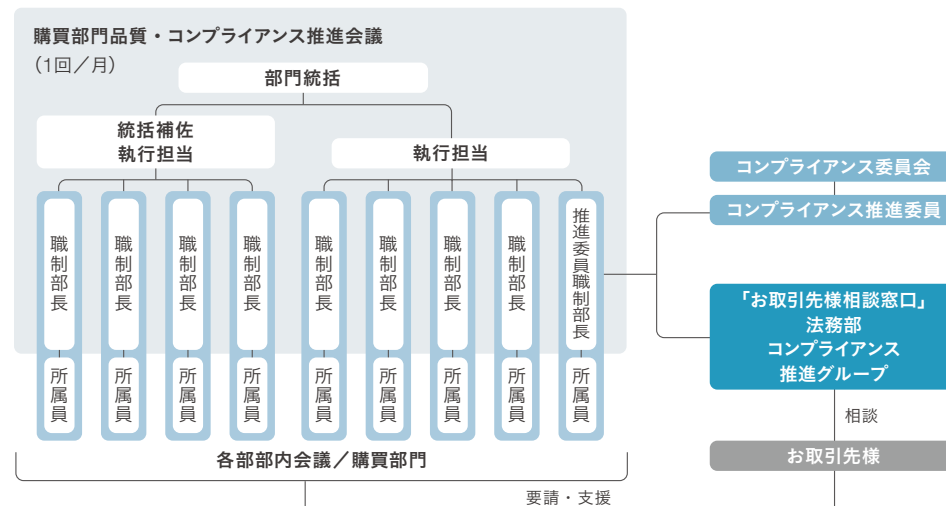 購買部門品質・コンプライアンス推進会議
(1回／月)
部門統括
統括補佐
執行担当
執行担当
職制部長
職制部長
職制部長
職制部長
職制部長
職制部長
職制部長
職制部長
推進委員職制部長
所属員
所属員
所属員
所属員
所属員
所属員
所属員
所属員
所属員
各部部内会議／購買部門
要請・支援
コンプライアンス委員会
コンプライアンス推進委員
「お取引先様相談窓口」
法務部
コンプライアンス
推進グループ
相談
お取引先様